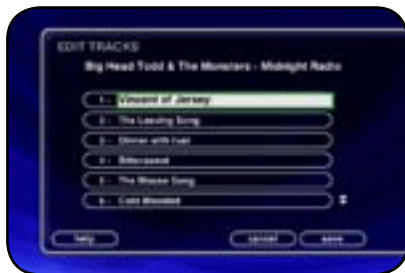 EDIT TRACKS
Big Head Todd & The Monsters - Midnight Radio
1 - Vincent of Jersey
2 - The Leaving Song
3 - Dinner with Ivan
4 - Bittersweet
5 - The Moose Song
6 - Cold Blooded
help
cancel
save